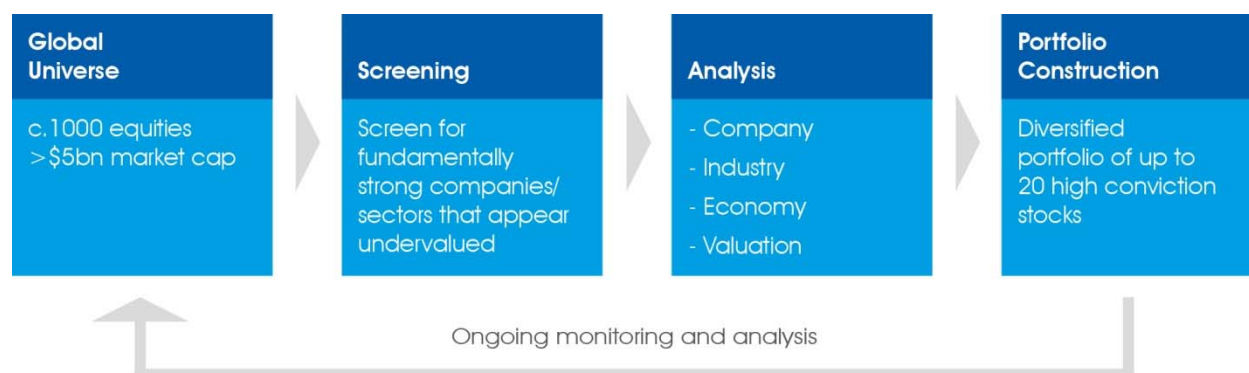 Global
Universe
c.1000 equities
>$5bn market cap
Screening
Screen for
fundamentally
strong companies/
sectors that appear
undervalued
Analysis
- Company
- Industry
- Economy
- Valuation
Portfolio
Construction
Diversified
portfolio of up to
20 high conviction
stocks
Ongoing monitoring and analysis